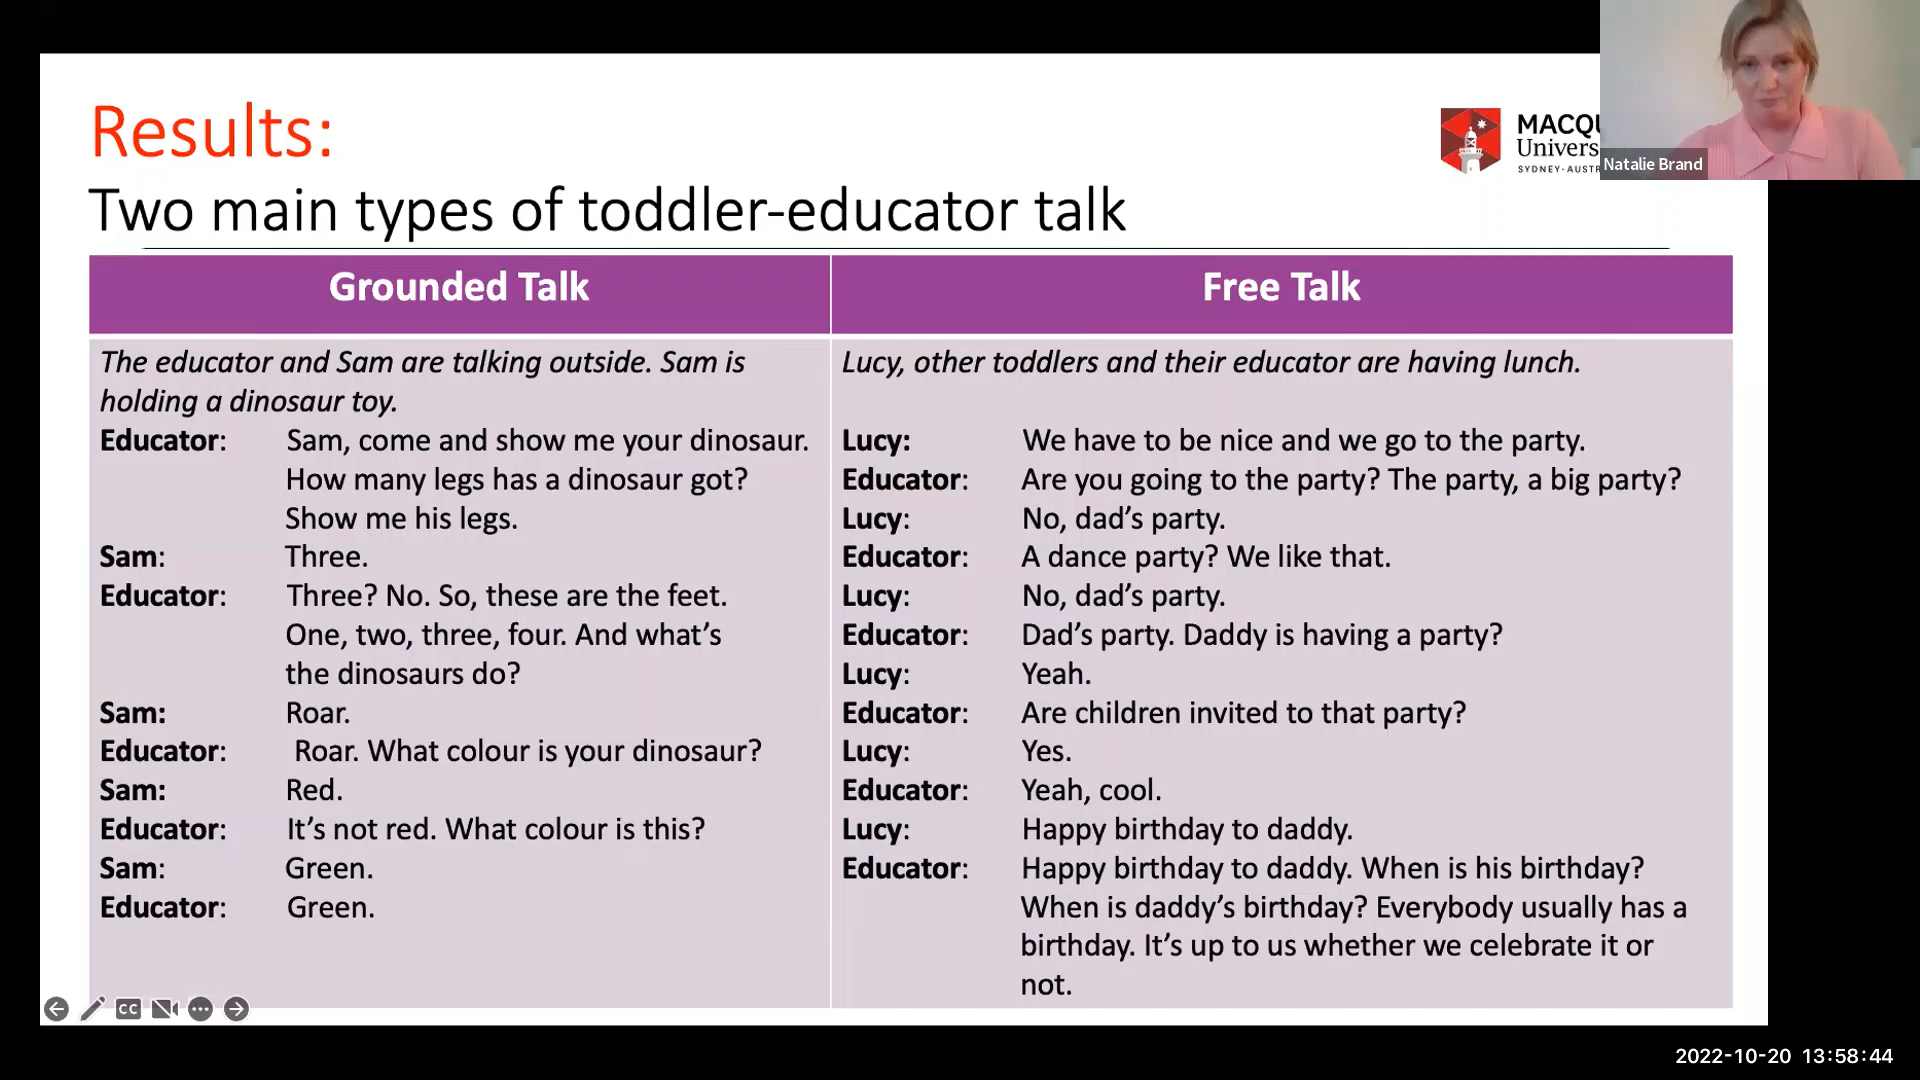 Results:
Two main types of toddler-educator talk
MACQU
Univers
SYDNEY·AUSTR
Natalie Brand
Grounded Talk
The educator and Sam are talking outside. Sam is
holding a dinosaur toy.
Educator: Sam, come and show me your dinosaur.
How many legs has a dinosaur got?
Show me his legs.
Sam: Three.
Educator: Three? No. So, these are the feet.
One, two, three, four. And what’s
the dinosaurs do?
Sam: Roar.
Educator: Roar. What colour is your dinosaur?
Sam: Red.
Educator: It’s not red. What colour is this?
Sam: Green.
Educator: Green.
Free Talk
Lucy, other toddlers and their educator are having lunch.
Lucy: We have to be nice and we go to the party.
Educator: Are you going to the party? The party, a big party?
Lucy: No, dad’s party.
Educator: A dance party? We like that.
Lucy: No, dad’s party.
Educator: Dad’s party. Daddy is having a party?
Lucy: Yeah.
Educator: Are children invited to that party?
Lucy: Yes.
Educator: Yeah, cool.
Lucy: Happy birthday to daddy.
Educator: Happy birthday to daddy. When is his birthday?
When is daddy’s birthday? Everybody usually has a
birthday. It’s up to us whether we celebrate it or
not.
CC
2022-10-20 13:58:44